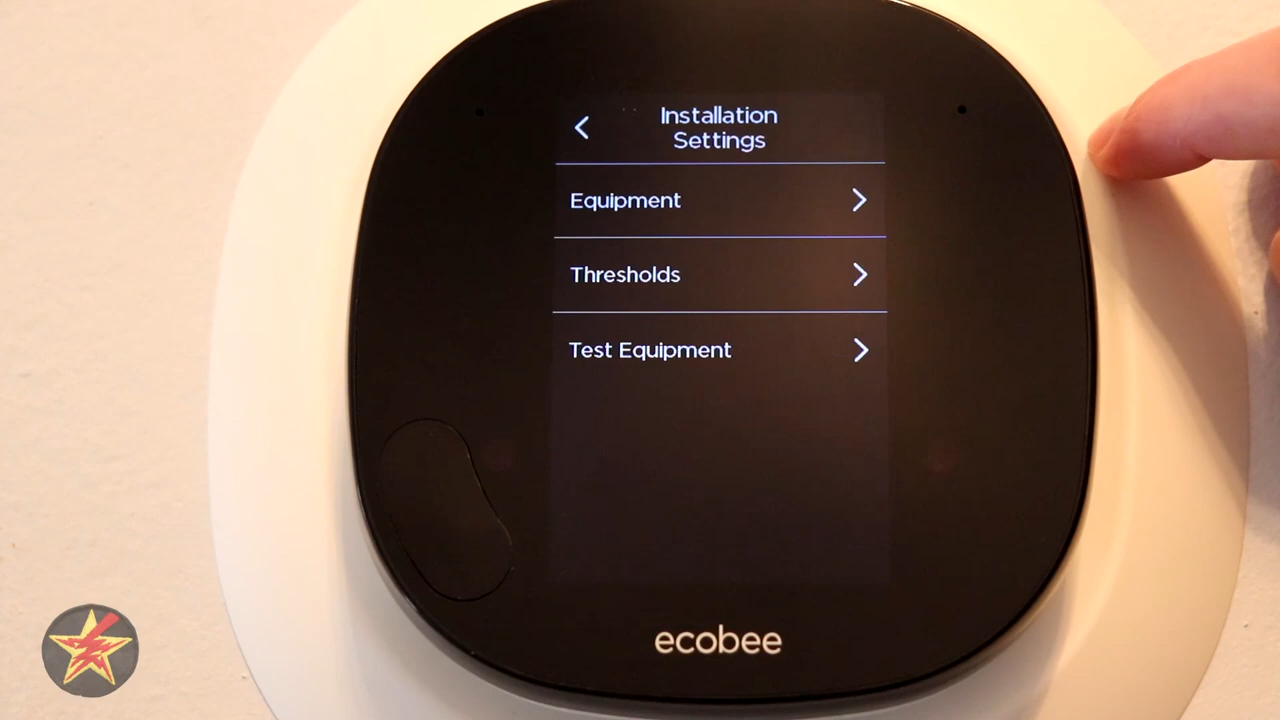 Installation
Settings
Equipment
Thresholds
Test Equipment
ecobee